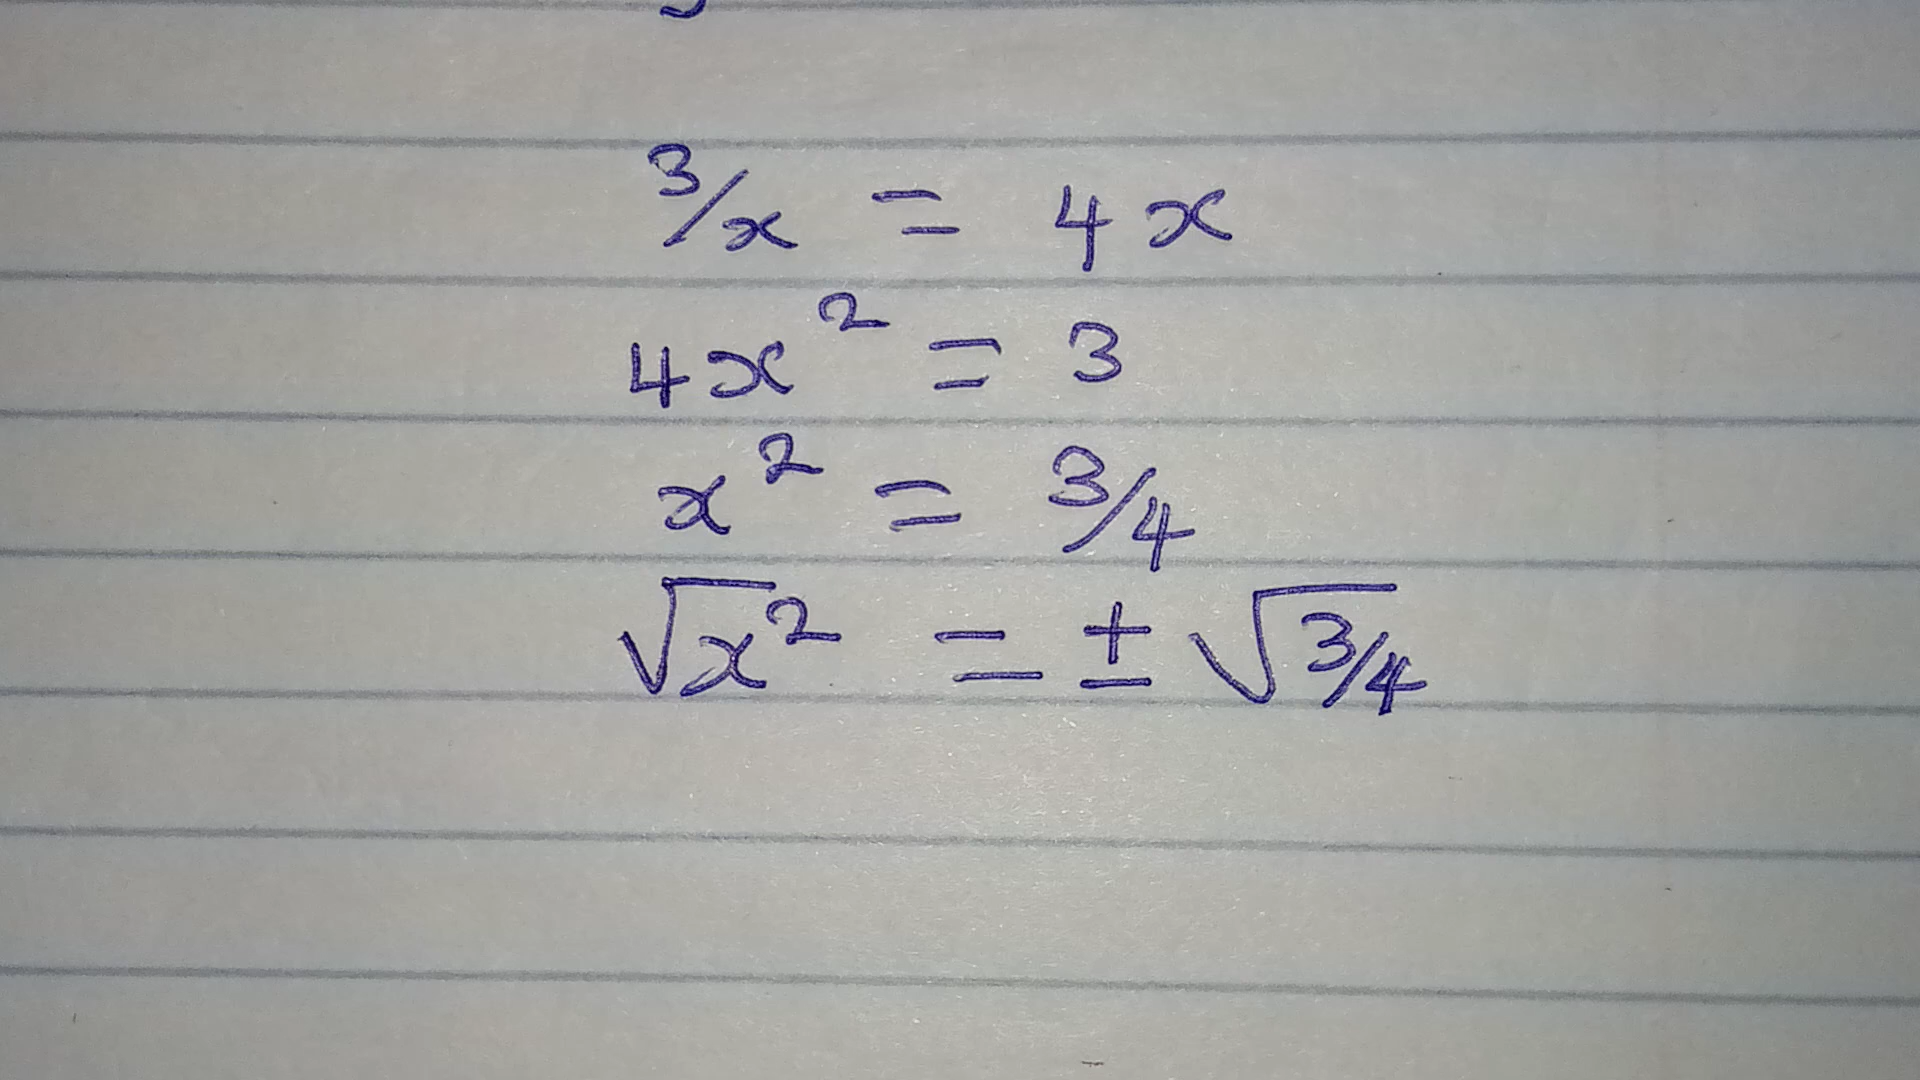 3/x = 4x
4x² = 3
x² = 3/4
√x² = ± √3/4